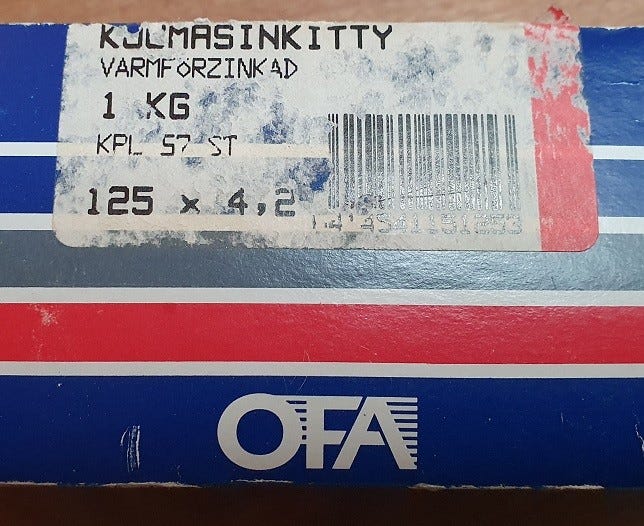 KUUMASINKITTY
VARMFÖRZINKAD
1 KG
KPL 57 ST
125 x 4,2
OFA